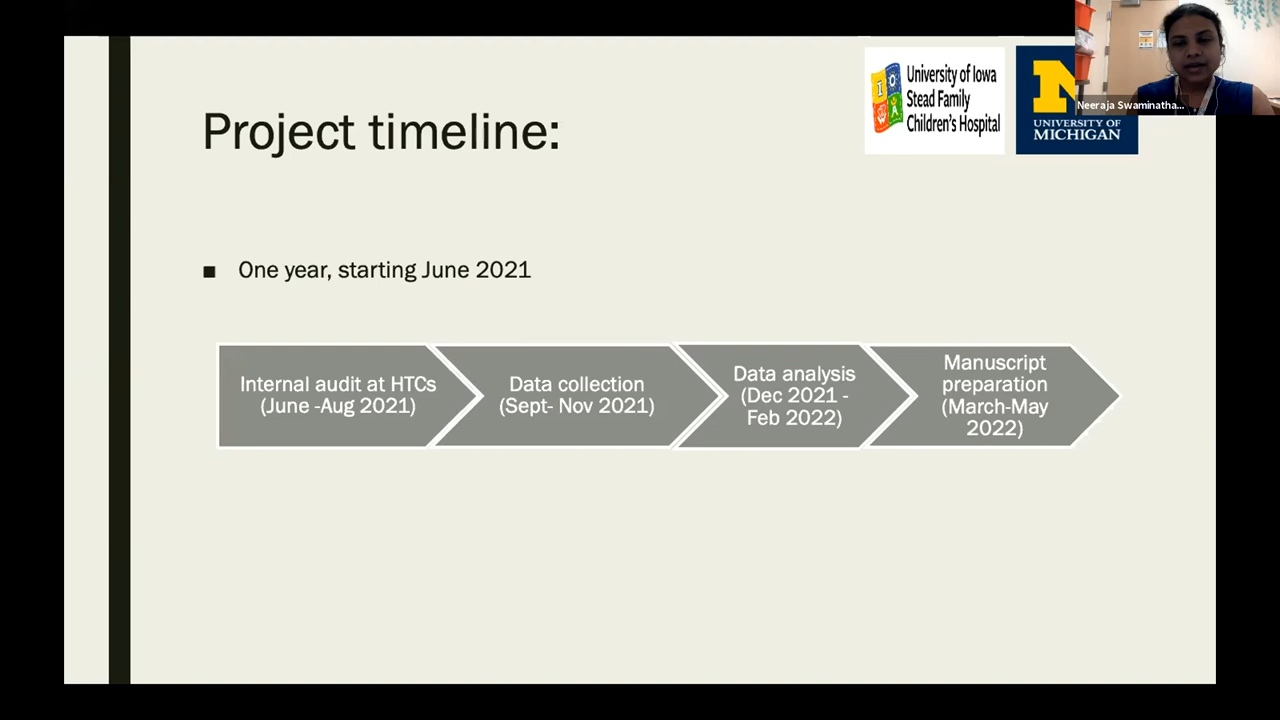 University of Iowa
Stead Family
Children's Hospital
UNIVERSITY OF
MICHIGAN
Neeraja Swaminatha...
Project timeline:
■ One year, starting June 2021
Internal audit at HTCs
(June -Aug 2021)
Data collection
(Sept- Nov 2021)
Data analysis
(Dec 2021 -
Feb 2022)
Manuscript
preparation
(March-May
2022)